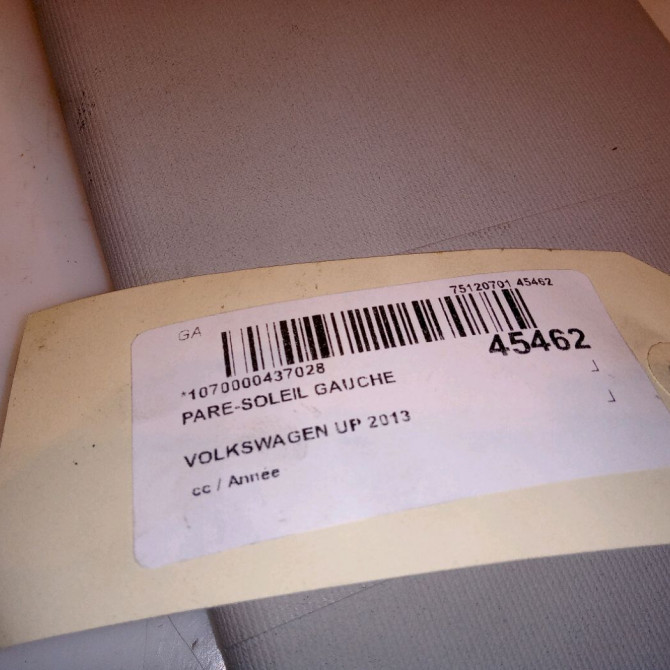 75120701 45462
GA
45462
*1070000437028
PARE-SOLEIL GAUCHE
VOLKSWAGEN UP 2013
cc / Année